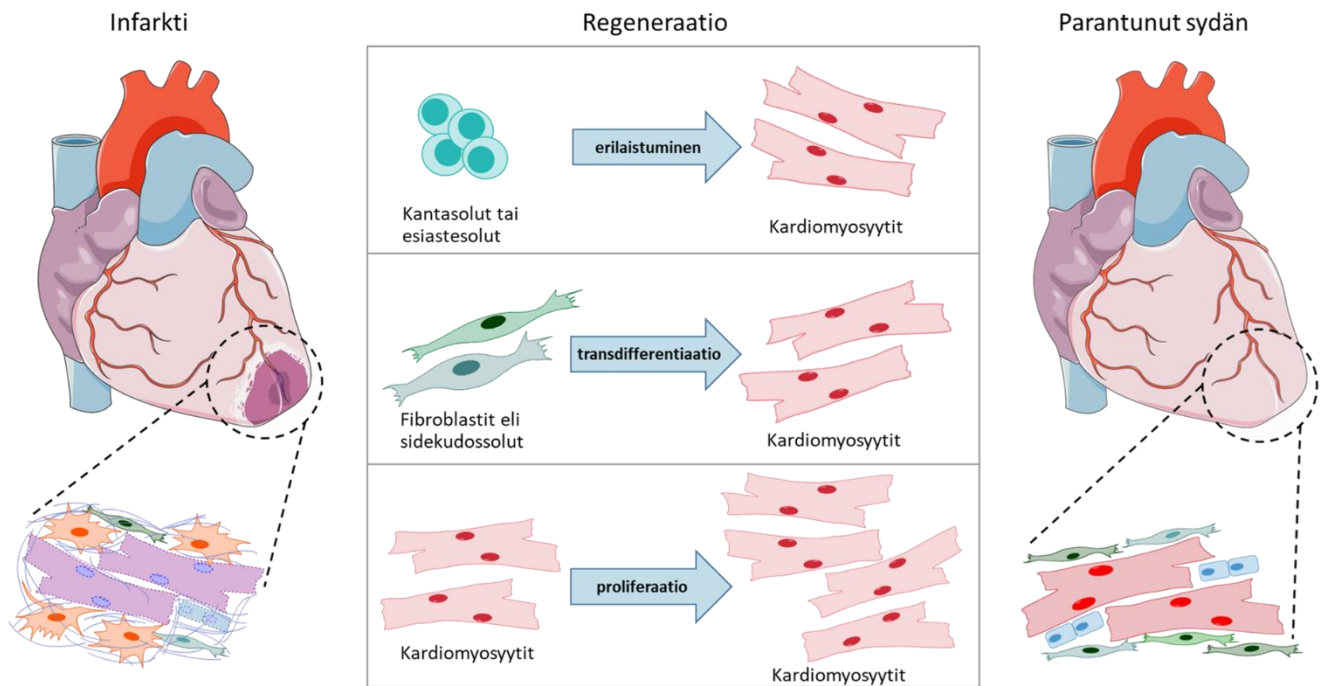 Infarkti
Regeneraatio
Parantunut sydän
erilaistuminen
Kantasolut tai
esiastesolut
Kardiomyosyytit
transdifferentiaatio
Fibroblastit eli
sidekudossolut
Kardiomyosyytit
proliferaatio
Kardiomyosyytit
Kardiomyosyytit